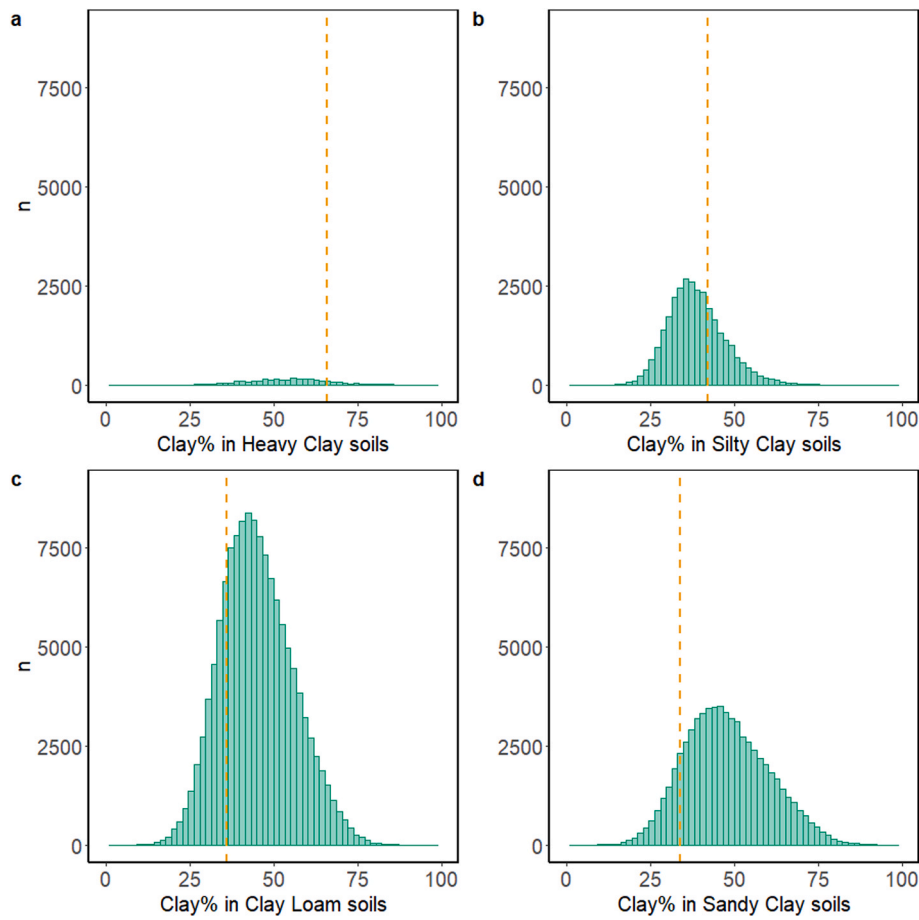 a
b
7500
5000
2500
0
n
0 25 50 75 100
Clay% in Heavy Clay soils
7500
5000
2500
0
0 25 50 75 100
Clay% in Silty Clay soils
c
d
7500
5000
2500
0
n
0 25 50 75 100
Clay% in Clay Loam soils
7500
5000
2500
0
0 25 50 75 100
Clay% in Sandy Clay soils